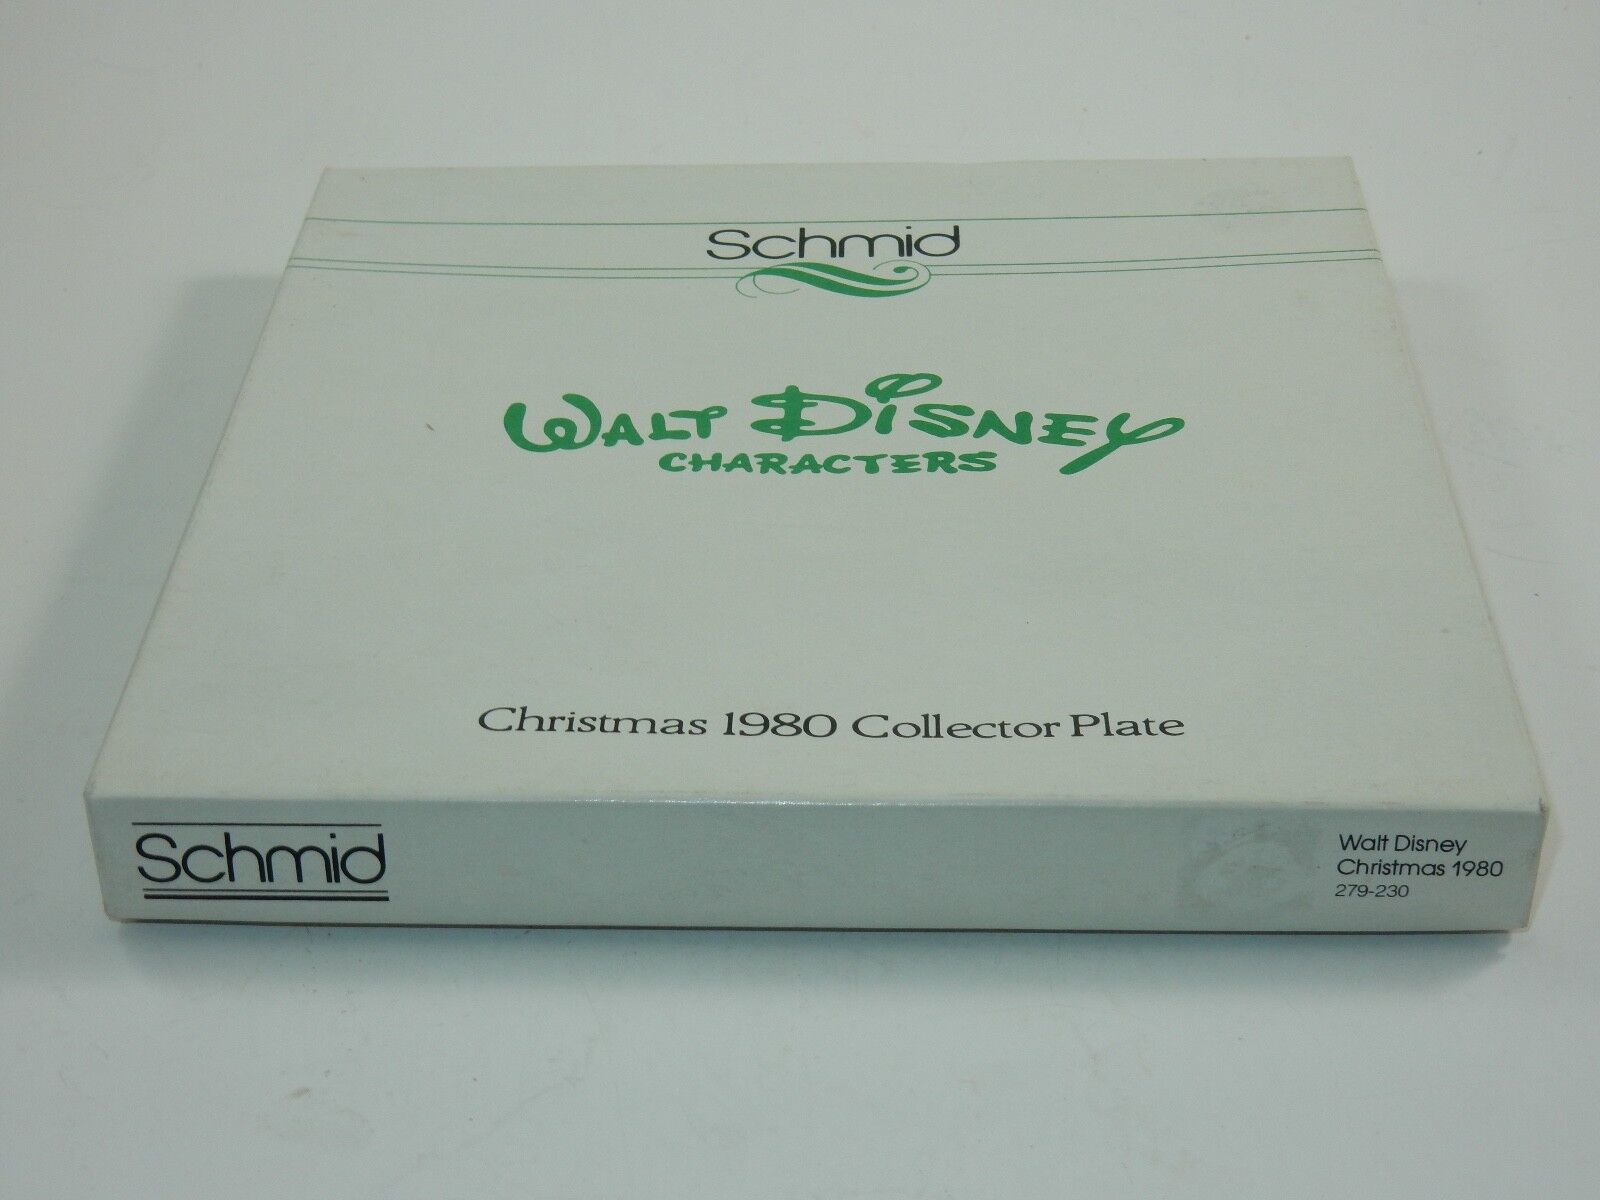 Schmid
WALT DISNEY
CHARACTERS
Christmas 1980 Collector Plate
Schmid
Walt Disney
Christmas 1980
279-230